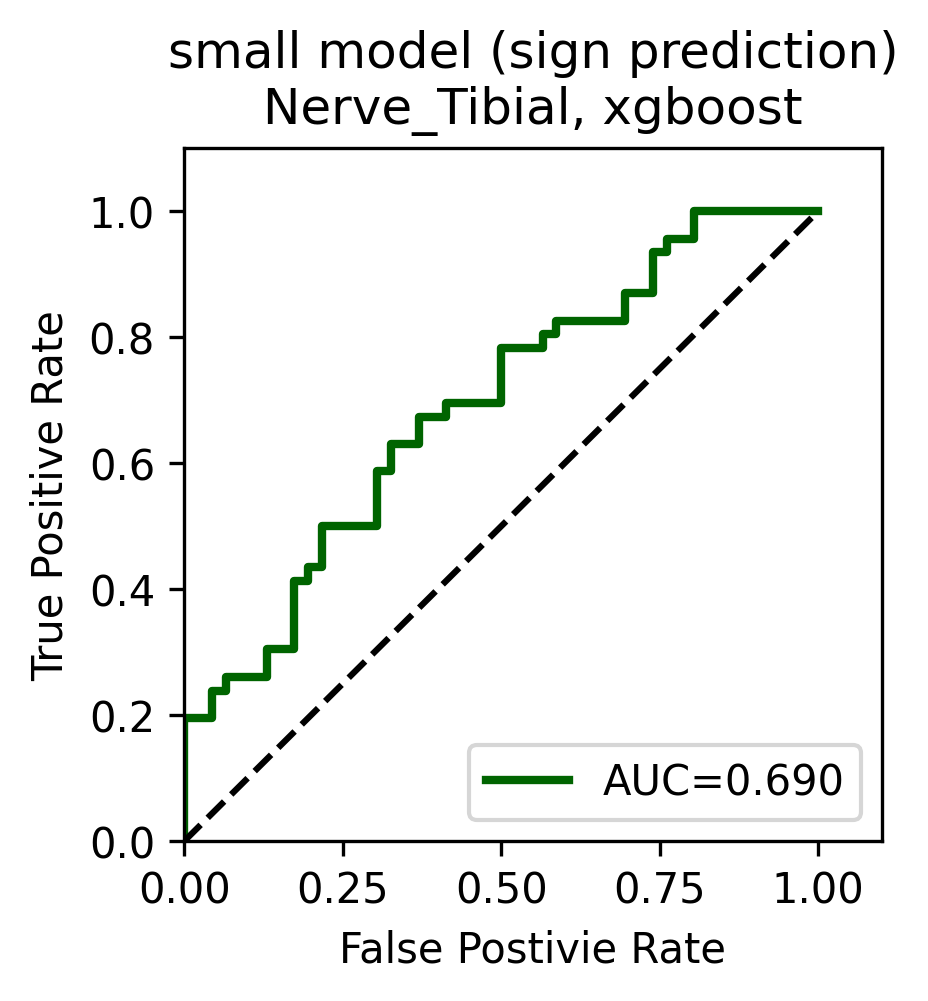 small model (sign prediction)
Nerve_Tibial, xgboost
True Positive Rate
1.0
0.8
0.6
0.4
0.2
0.0
AUC=0.690
0.00 0.25 0.50 0.75 1.00
False Postivie Rate